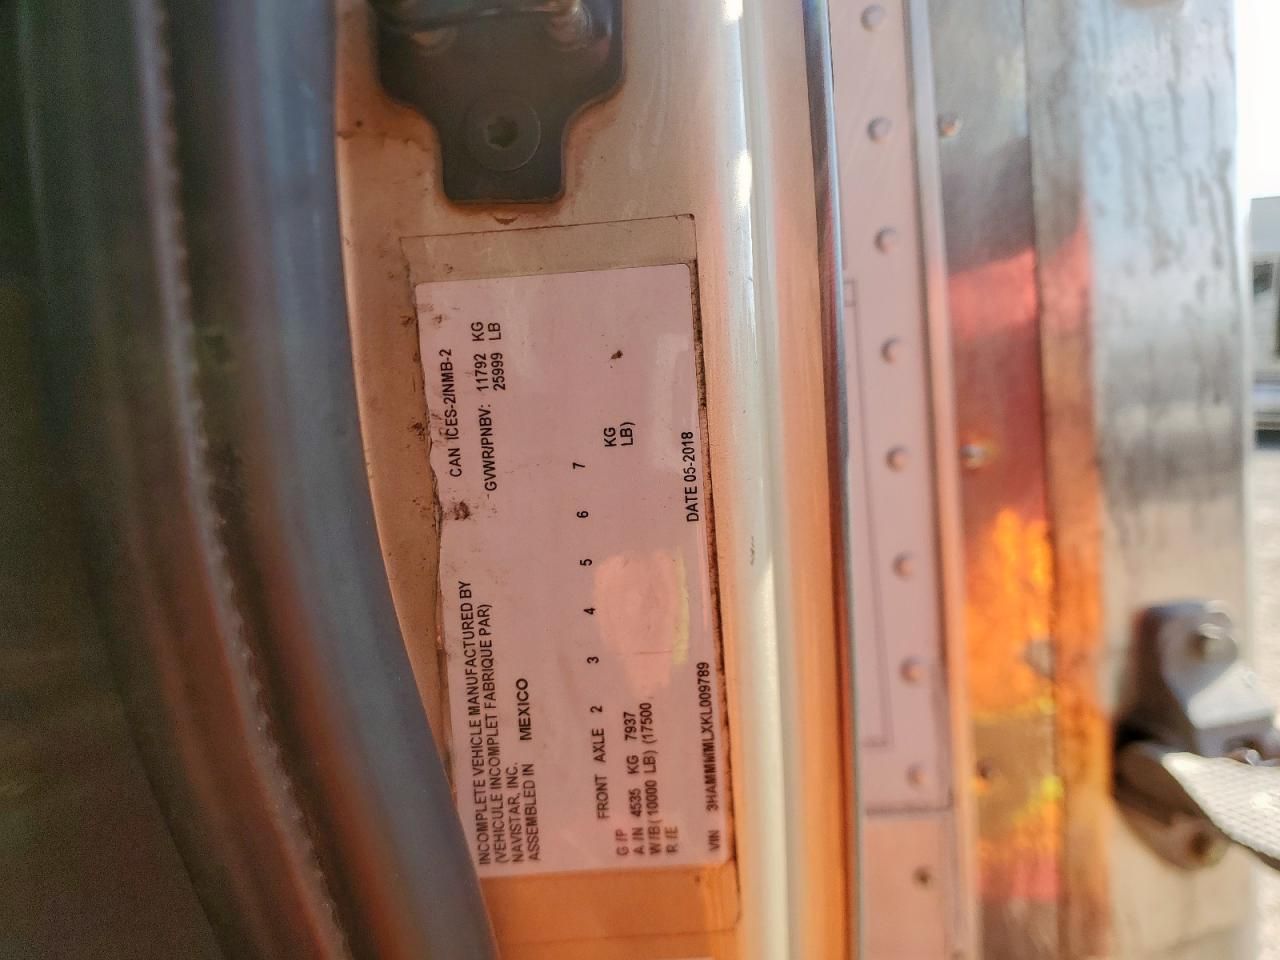 CAN ICES-2/NMB-2
GVWR/PNBV: 11792 KG
25999 LB
INCOMPLETE VEHICLE MANUFACTURED BY
(VEHICULE INCOMPLET FABRIQUE PAR)
NAVISTAR, INC.
ASSEMBLED IN MEXICO
FRONT AXLE 2 3 4 5 6 7
G /P
A /N 4535 KG 7937 KG
W/B( 10000 LB) (17500 LB)
R /E
DATE 05-2018
VIN 3HAMMMMLXKL009789